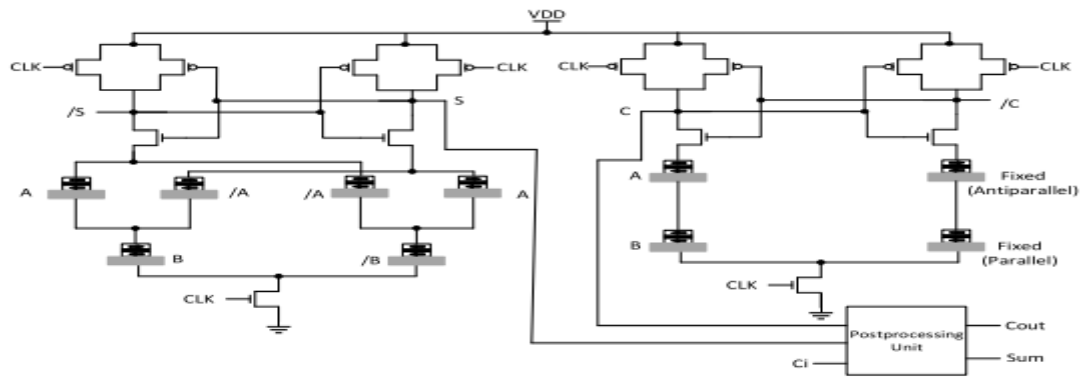 VDD
CLK
CLK
CLK
CLK
/S
S
C
/C
A
/A
/A
A
A
Fixed
(Antiparallel)
B
/B
B
Fixed
(Parallel)
CLK
CLK
Postprocessing
Unit
Cout
Sum
Ci